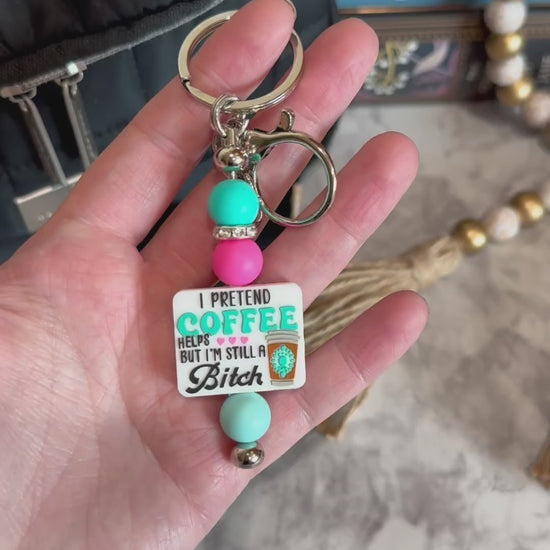 I PRETEND
COFFEE
HELPS
BUT I'M STILL A
Bitch